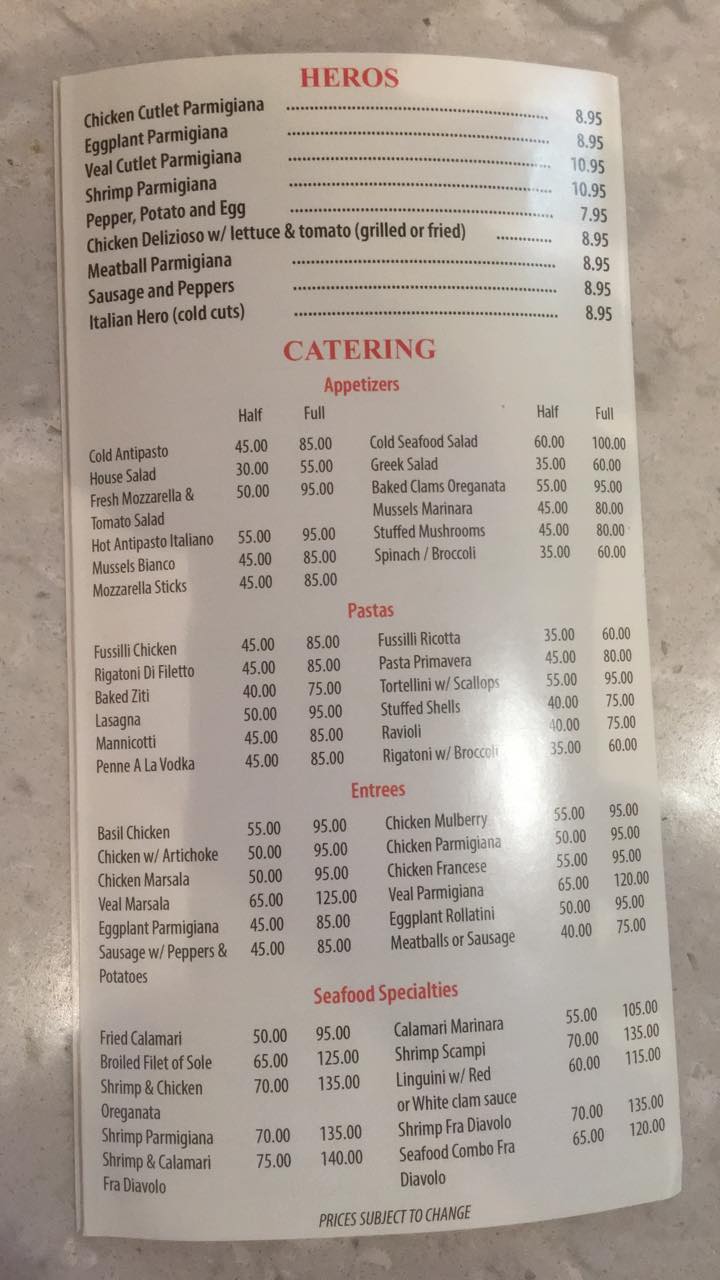 HEROS
Chicken Cutlet Parmigiana ........ 8.95
Eggplant Parmigiana ........ 8.95
Veal Cutlet Parmigiana ........ 10.95
Shrimp Parmigiana ........ 10.95
Pepper, Potato and Egg ........ 7.95
Chicken Delizioso w/ lettuce & tomato (grilled or fried) ........ 8.95
Meatball Parmigiana ........ 8.95
Sausage and Peppers ........ 8.95
Italian Hero (cold cuts) ........ 8.95
CATERING
Appetizers
Half Full
Cold Antipasto 45.00 85.00
House Salad 30.00 55.00
Fresh Mozzarella & 50.00 95.00
Tomato Salad
Hot Antipasto Italiano 55.00 95.00
Mussels Bianco 45.00 85.00
Mozzarella Sticks 45.00 85.00
Half Full
Cold Seafood Salad 60.00 100.00
Greek Salad 35.00 60.00
Baked Clams Oreganata 55.00 95.00
Mussels Marinara 45.00 80.00
Stuffed Mushrooms 45.00 80.00
Spinach / Broccoli 35.00 60.00
Pastas
Fussilli Chicken 45.00 85.00
Rigatoni Di Filetto 45.00 85.00
Baked Ziti 40.00 75.00
Lasagna 50.00 95.00
Mannicotti 45.00 85.00
Penne A La Vodka 45.00 85.00
Fussilli Ricotta 35.00 60.00
Pasta Primavera 45.00 80.00
Tortellini w/ Scallops 55.00 95.00
Stuffed Shells 40.00 75.00
Ravioli 40.00 75.00
Rigatoni w/ Broccoli 35.00 60.00
Entrees
Basil Chicken 55.00 95.00
Chicken w/ Artichoke 50.00 95.00
Chicken Marsala 50.00 95.00
Veal Marsala 65.00 125.00
Eggplant Parmigiana 45.00 85.00
Sausage w/ Peppers & 45.00 85.00
Potatoes
Chicken Mulberry 55.00 95.00
Chicken Parmigiana 50.00 95.00
Chicken Francese 55.00 95.00
Veal Parmigiana 65.00 120.00
Eggplant Rollatini 50.00 95.00
Meatballs or Sausage 40.00 75.00
Seafood Specialties
Fried Calamari 50.00 95.00
Broiled Filet of Sole 65.00 125.00
Shrimp & Chicken 70.00 135.00
Oreganata
Shrimp Parmigiana 70.00 135.00
Shrimp & Calamari 75.00 140.00
Fra Diavolo
Calamari Marinara 55.00 105.00
Shrimp Scampi 70.00 135.00
Linguini w/ Red 60.00 115.00
or White clam sauce
Shrimp Fra Diavolo 70.00 135.00
Seafood Combo Fra 65.00 120.00
Diavolo
PRICES SUBJECT TO CHANGE